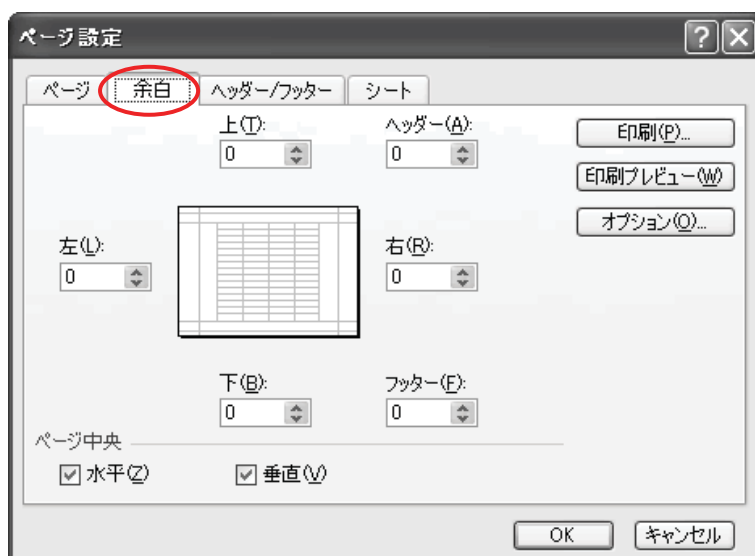 ページ設定
ページ 余白 ヘッダー/フッター シート
上(T): ヘッダー(A):
0 0
印刷(P)...
印刷プレビュー(W)
オプション(O)...
左(L): 右(R):
0 0
下(B): フッター(F):
0 0
ページ中央
水平(Z) 垂直(V)
OK キャンセル